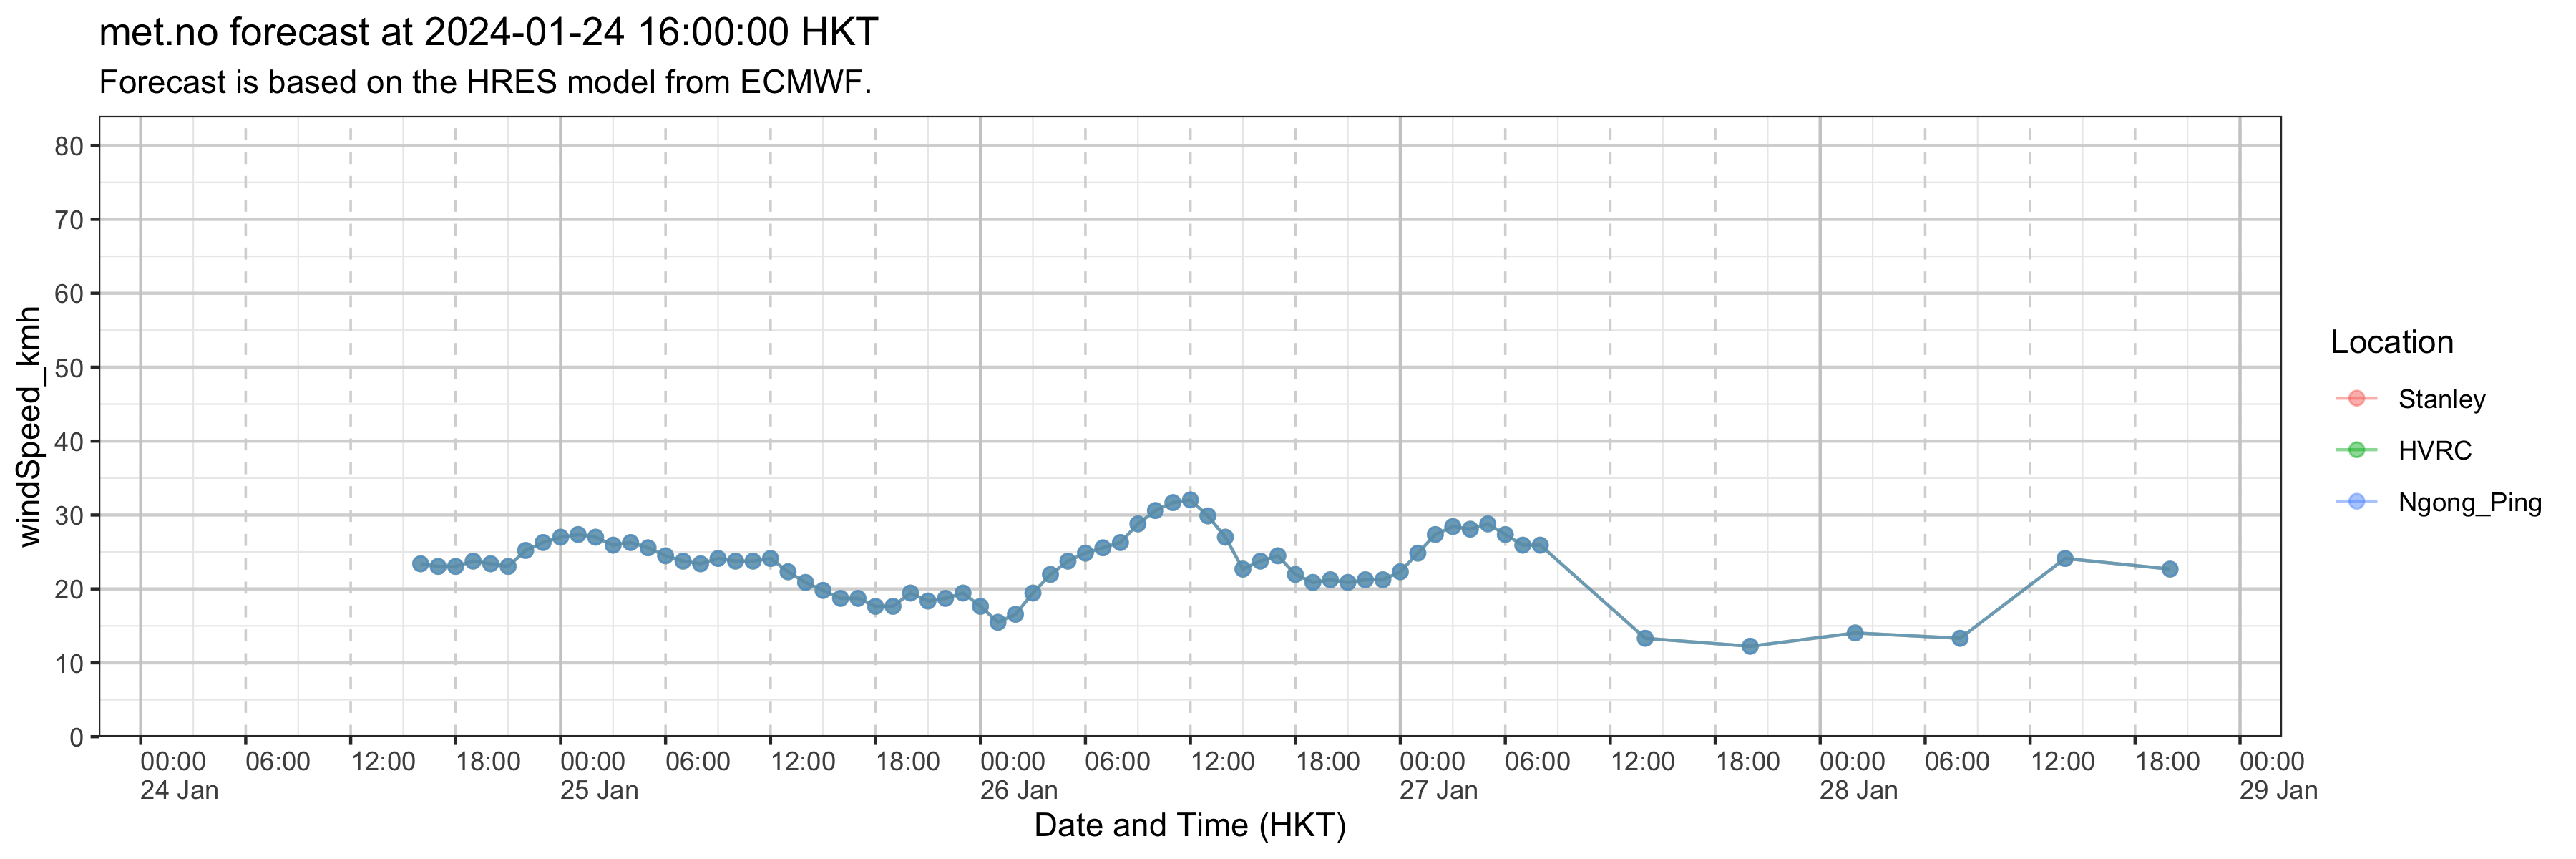 met.no forecast at 2024-01-24 16:00:00 HKT
Forecast is based on the HRES model from ECMWF.
windSpeed_kmh
80
70
60
50
40
30
20
10
0
00:00 06:00 12:00 18:00 00:00 06:00 12:00 18:00 00:00 06:00 12:00 18:00 00:00 06:00 12:00 18:00 00:00 06:00 12:00 18:00 00:00
24 Jan 25 Jan 26 Jan 27 Jan 28 Jan 29 Jan
Date and Time (HKT)
Location
Stanley
HVRC
Ngong_Ping